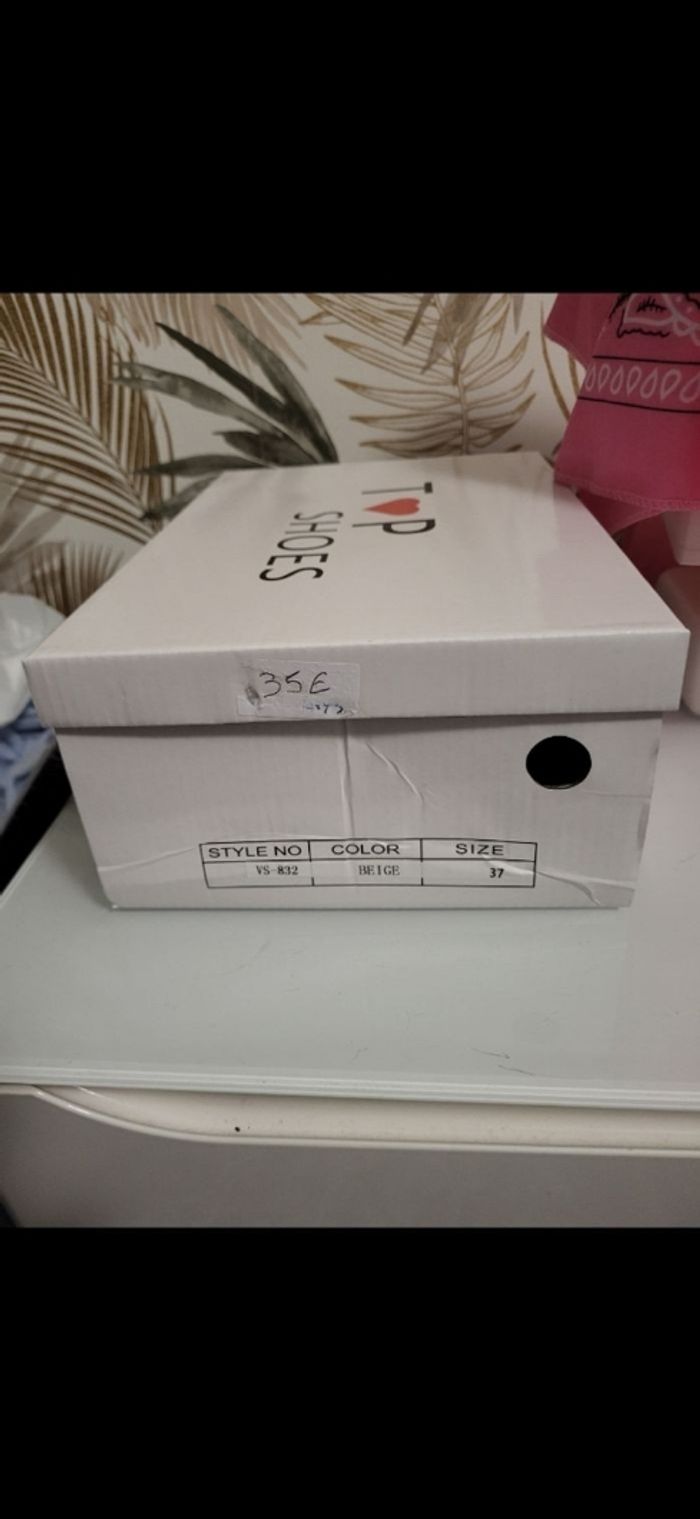 T♥P
SHOES
35€
STYLE NO COLOR SIZE
VS-832 BEIGE 37